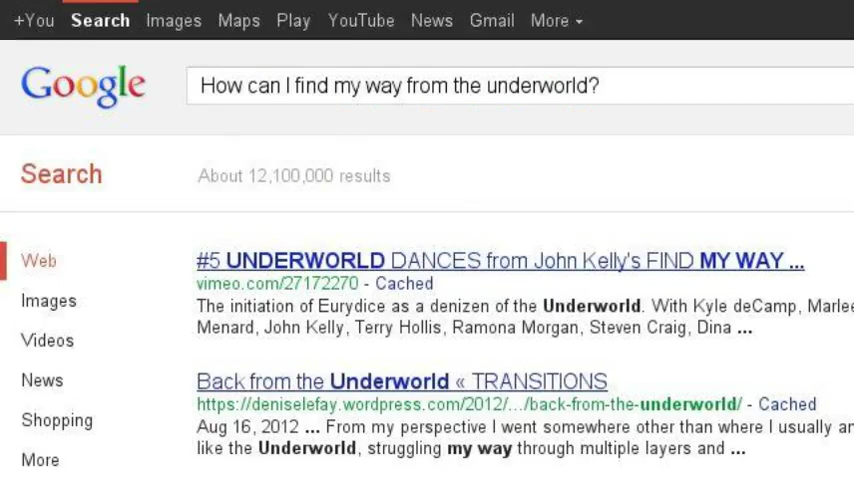 +You Search Images Maps Play YouTube News Gmail More
Google How can I find my way from the underworld?
Search About 12,100,000 results
Web
Images
Videos
News
Shopping
More
#5 UNDERWORLD DANCES from John Kelly's FIND MY WAY ...
vimeo.com/27172270 - Cached
The initiation of Eurydice as a denizen of the Underworld. With Kyle deCamp, Marlee
Menard, John Kelly, Terry Hollis, Ramona Morgan, Steven Craig, Dina ...
Back from the Underworld « TRANSITIONS
https://deniselefay.wordpress.com/2012/.../back-from-the-underworld/ - Cached
Aug 16, 2012 ... From my perspective I went somewhere other than where I usually an
like the Underworld, struggling my way through multiple layers and ...